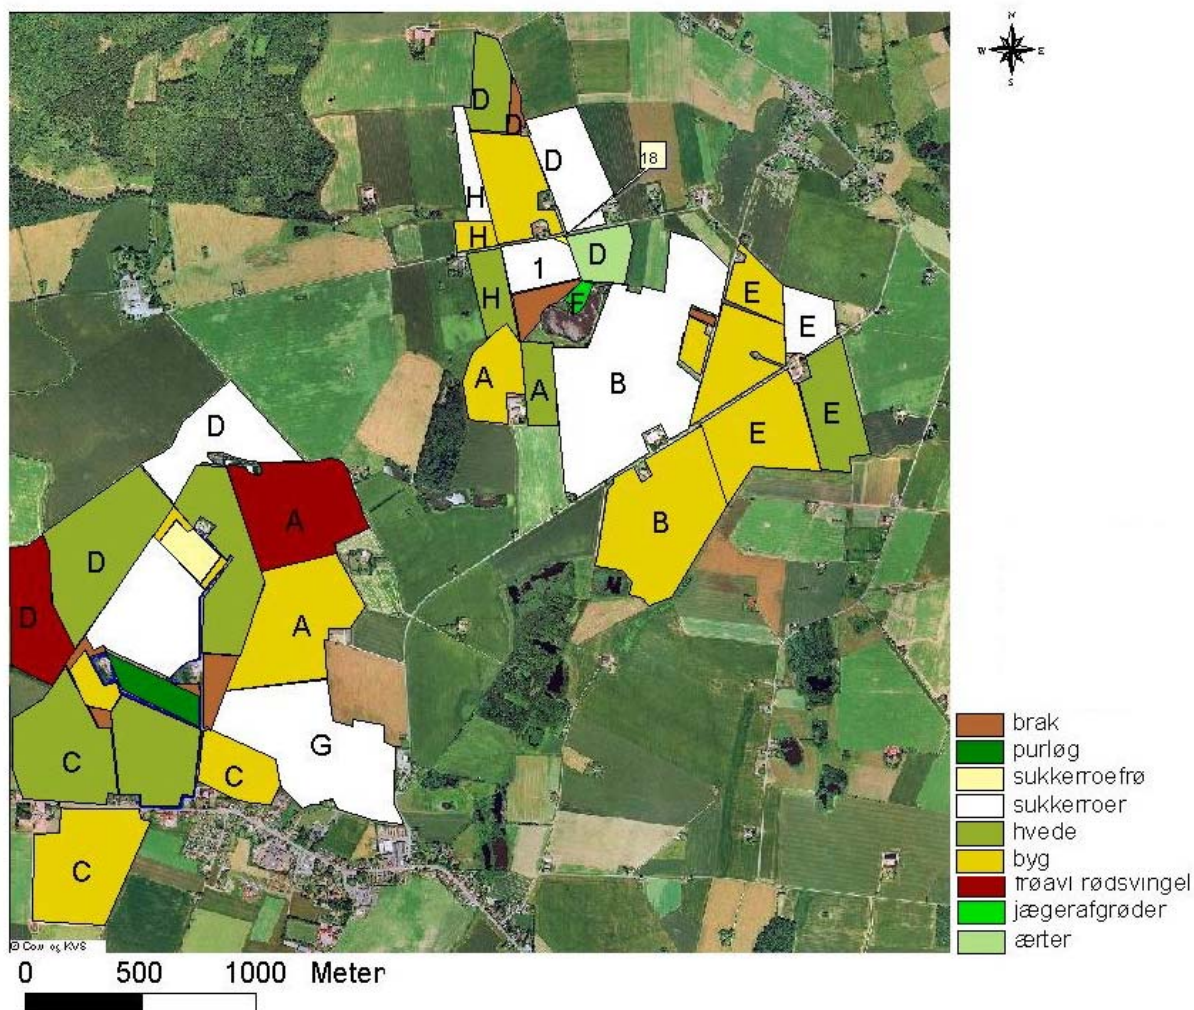 N
W E
S
D
D
D
18
H
H
D
1
E
H
F
E
A
A
B
E
E
D
B
A
D
A
D
G
C
C
C
brak
purløg
sukkerroefrø
sukkerroer
hvede
byg
frøavl rødsvingel
jægerafgrøder
ærter
0 500 1000 Meter